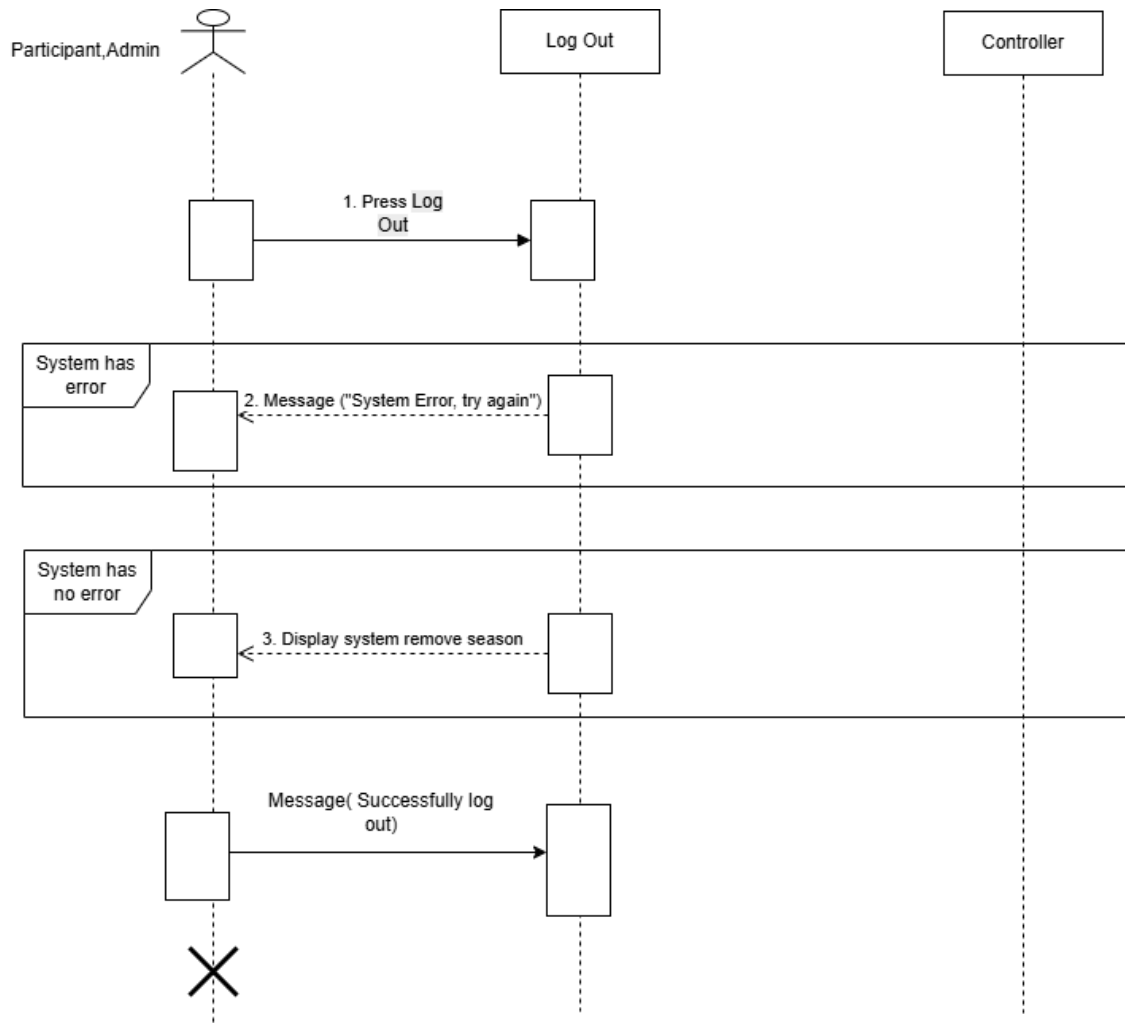 Participant,Admin
Log Out
Controller
1. Press Log
Out
System has
error
2. Message ("System Error, try again")
System has
no error
3. Display system remove season
Message( Successfully log
out)